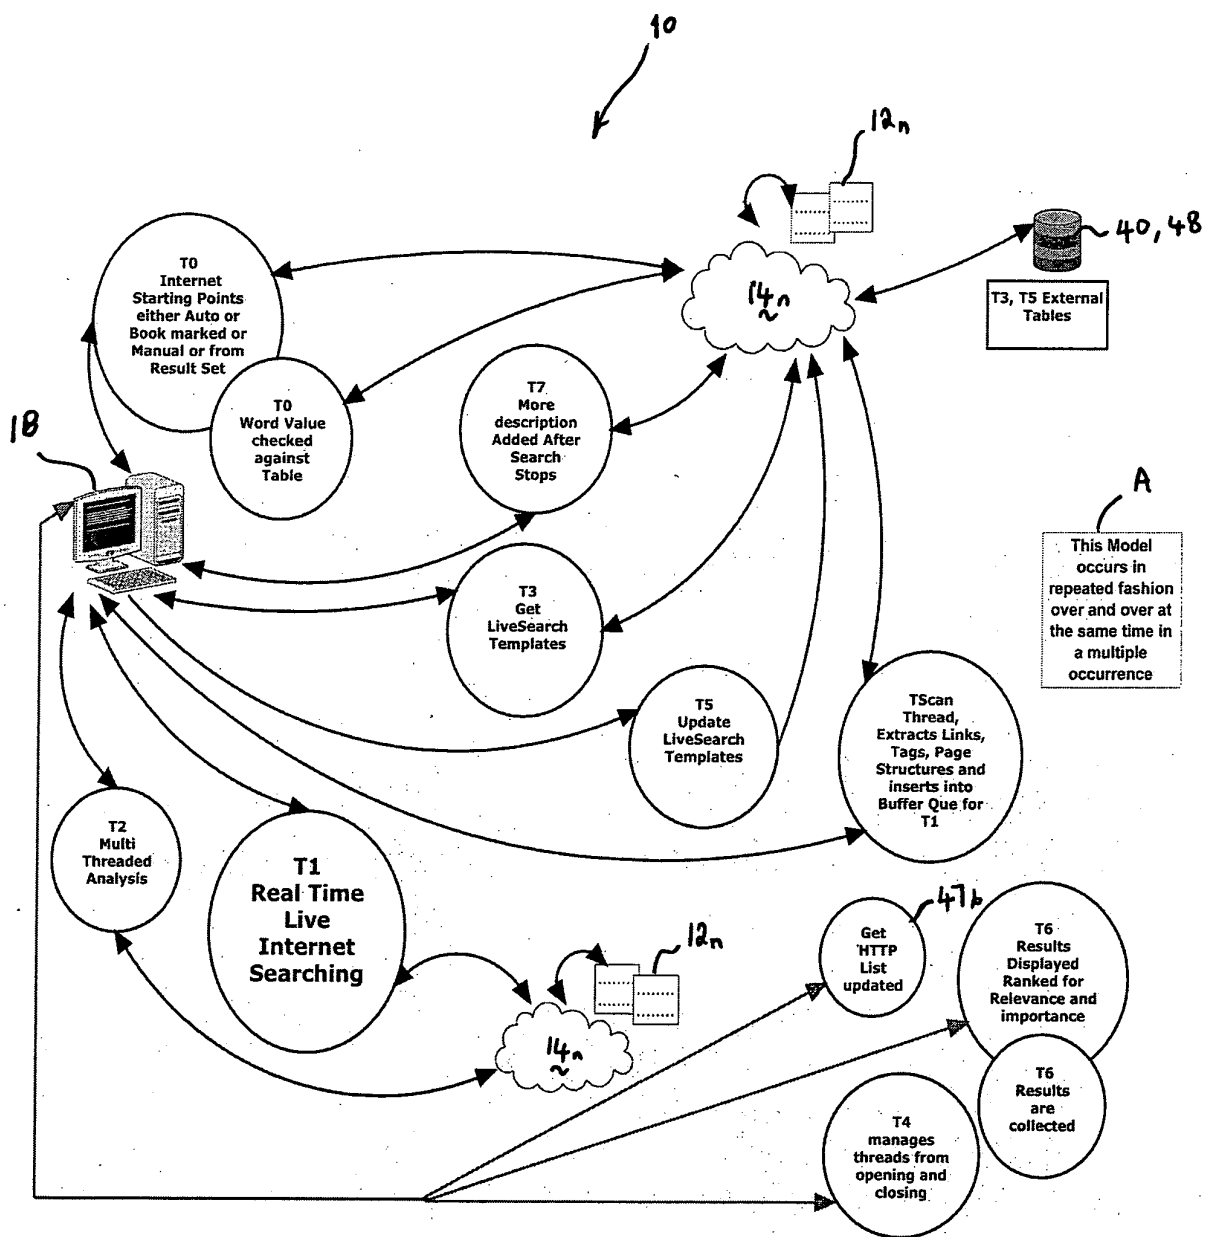 10
12n
40, 48
14n
T3, T5 External
Tables
T0
Internet
Starting Points
either Auto or
Book marked or
Manual or from
Result Set
T0
Word Value
checked
against
Table
T7
More
description
Added After
Search
Stops
18
A
This Model
occurs in
repeated fashion
over and over at
the same time in
a multiple
occurrence
T3
Get
LiveSearch
Templates
T5
Update
LiveSearch
Templates
TScan
Thread,
Extracts Links,
Tags, Page
Structures and
inserts into
Buffer Que for
T1
T2
Multi
Threaded
Analysis
T1
Real Time
Live
Internet
Searching
12n
14n
47b
Get
HTTP
List
updated
T6
Results
Displayed
Ranked for
Relevance and
importance
T6
Results
are
collected
T4
manages
threads from
opening and
closing